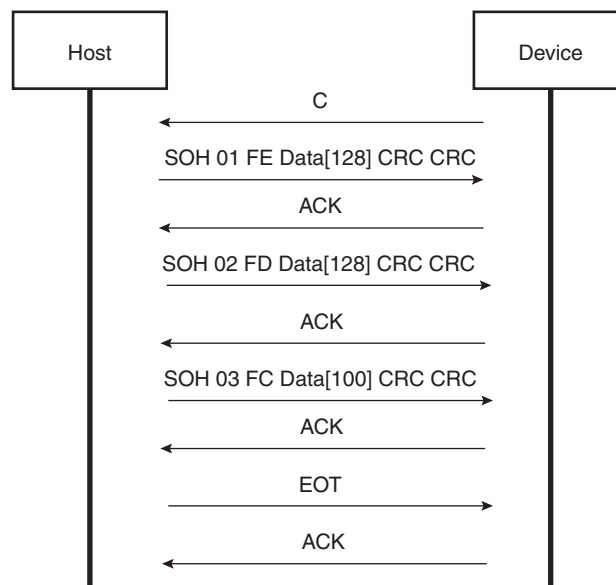 Host
Device
C
SOH 01 FE Data[128] CRC CRC
ACK
SOH 02 FD Data[128] CRC CRC
ACK
SOH 03 FC Data[100] CRC CRC
ACK
EOT
ACK